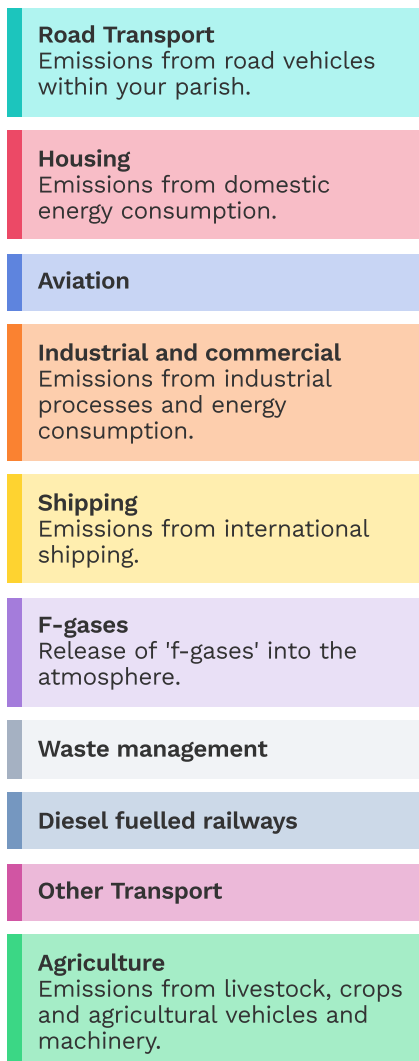 Road Transport
Emissions from road vehicles
within your parish.
Housing
Emissions from domestic
energy consumption.
Aviation
Industrial and commercial
Emissions from industrial
processes and energy
consumption.
Shipping
Emissions from international
shipping.
F-gases
Release of 'f-gases' into the
atmosphere.
Waste management
Diesel fuelled railways
Other Transport
Agriculture
Emissions from livestock, crops
and agricultural vehicles and
machinery.